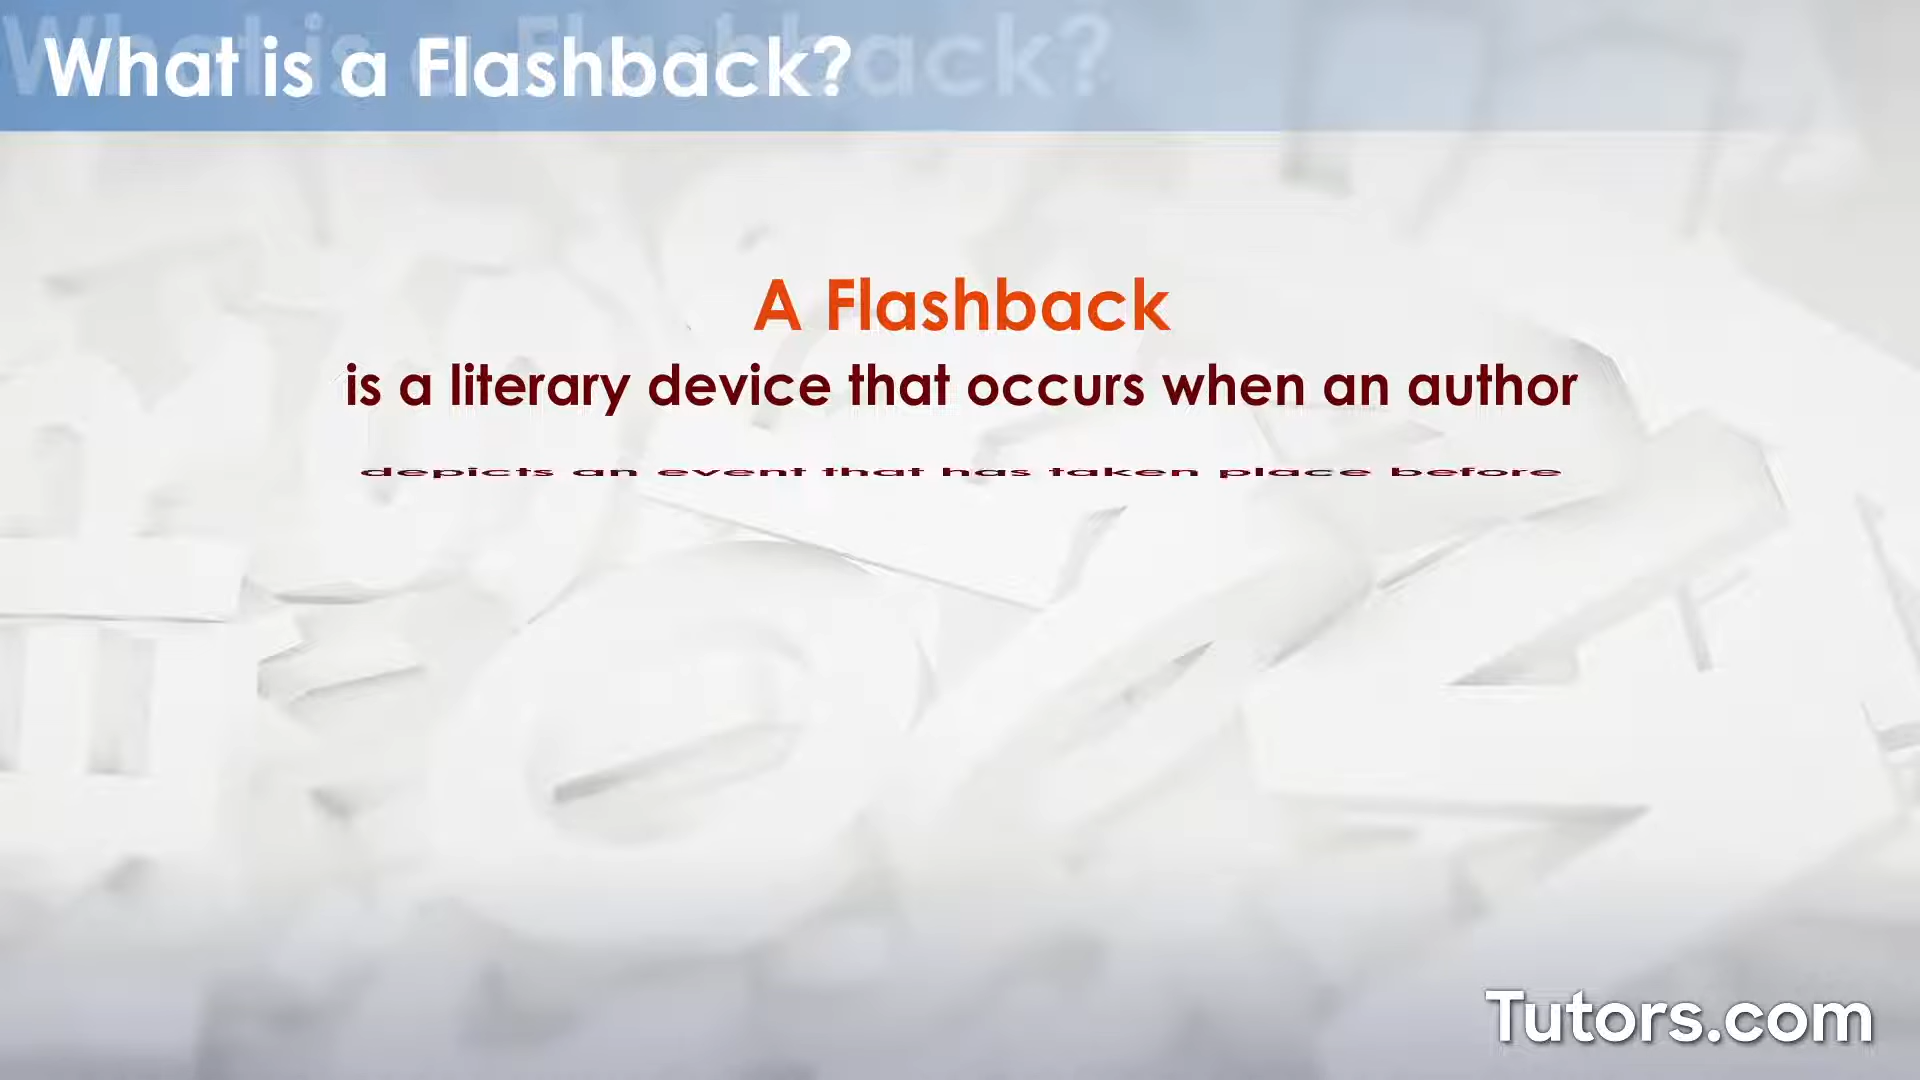 What is a Flashback?
A Flashback
is a literary device that occurs when an author
depicts an event that has taken place before
Tutors.com